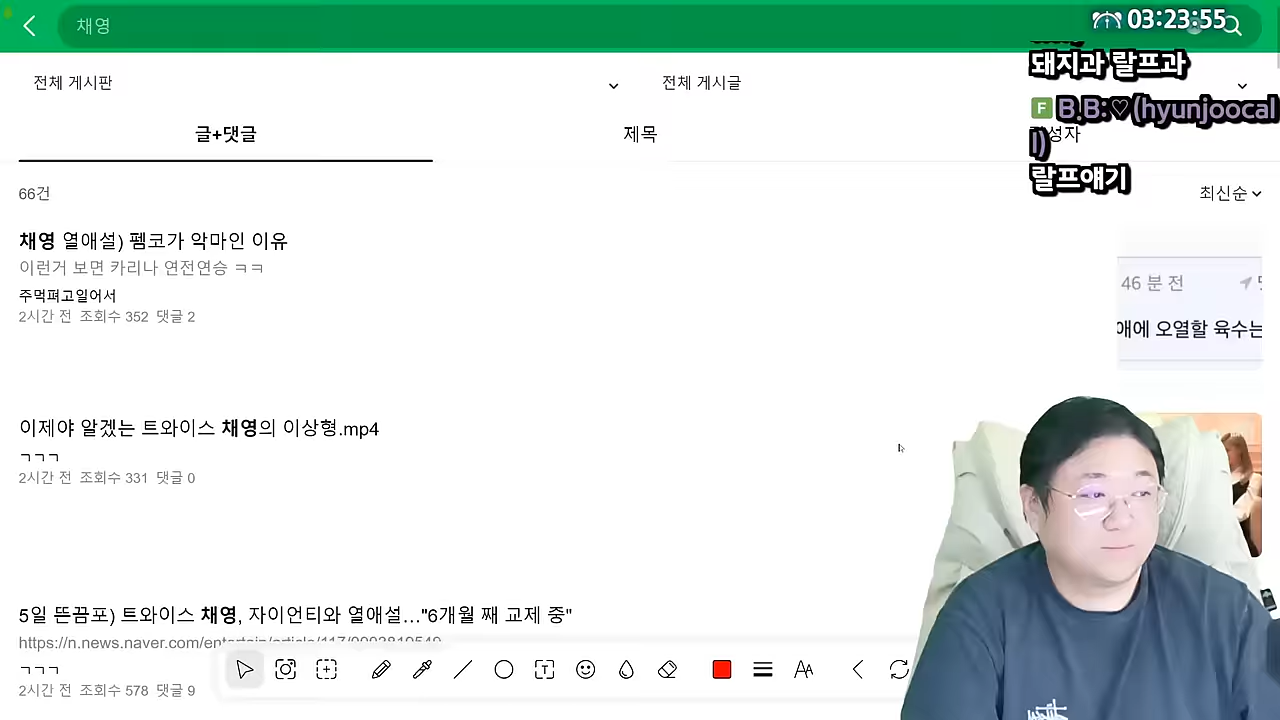 채영
03:23:55
돼지과 랄프과
F B.B:♡(hyunjoocal
l)
랄프얘기
전체 게시판
전체 게시글
글+댓글
제목
성자
66건
최신순
채영 열애설) 펨코가 악마인 이유
이런거 보면 카리나 연전연승 ㅋㅋ
주먹펴고일어서
2시간 전 조회수 352 댓글 2
46 분 전
애에 오열할 육수는
이제야 알겠는 트와이스 채영의 이상형.mp4
ㄱㄱㄱ
2시간 전 조회수 331 댓글 0
5일 뜬끔포) 트와이스 채영, 자이언티와 열애설…"6개월 째 교제 중"
https://n.news.naver.com/entertain/article/117/0003819549
ㄱㄱㄱ
2시간 전 조회수 578 댓글 9